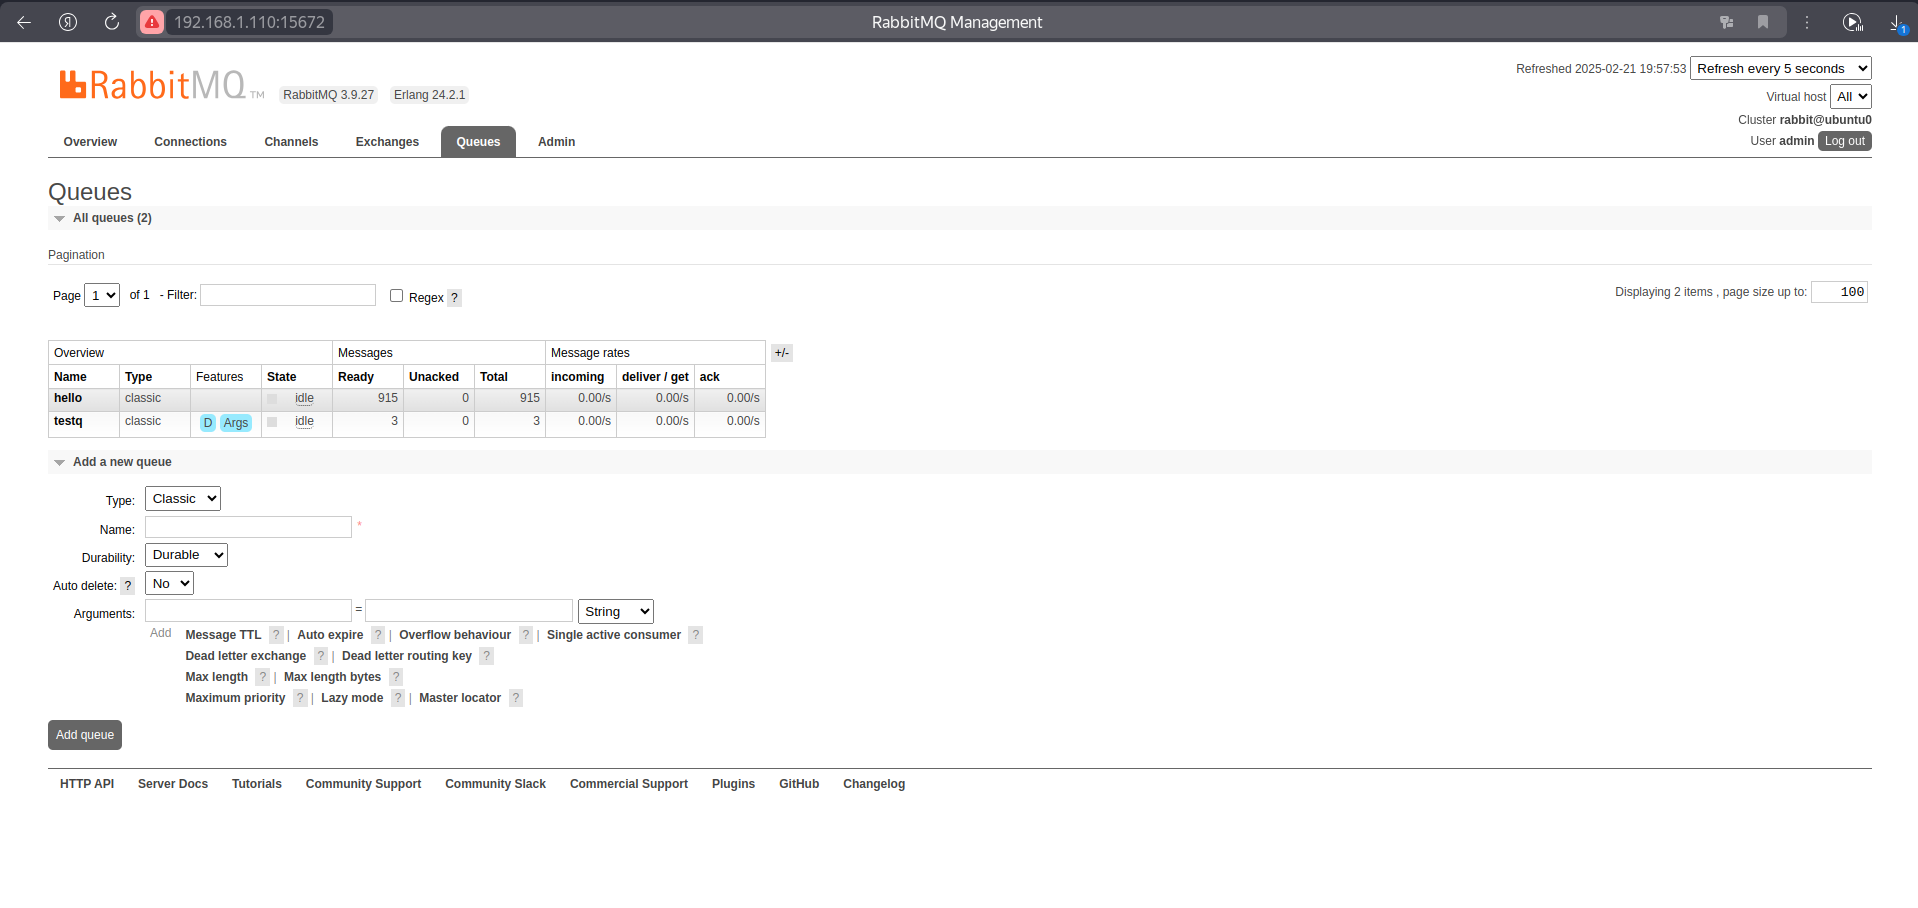 192.168.1.110:15672 RabbitMQ Management 1
RabbitMQ TM RabbitMQ 3.9.27 Erlang 24.2.1
Refreshed 2025-02-21 19:57:53 Refresh every 5 seconds
Virtual host All
Cluster rabbit@ubuntu0
User admin Log out
Overview Connections Channels Exchanges Queues Admin
Queues
All queues (2)
Pagination
Page 1 of 1 - Filter: Regex ? Displaying 2 items , page size up to: 100
Overview Messages Message rates +/-
Name Type Features State Ready Unacked Total incoming deliver / get ack
hello classic idle 915 0 915 0.00/s 0.00/s 0.00/s
testq classic D Args idle 3 0 3 0.00/s 0.00/s 0.00/s
Add a new queue
Type: Classic
Name: *
Durability: Durable
Auto delete: ? No
Arguments: = String
Add Message TTL ? | Auto expire ? | Overflow behaviour ? | Single active consumer ?
Dead letter exchange ? | Dead letter routing key ?
Max length ? | Max length bytes ?
Maximum priority ? | Lazy mode ? | Master locator ?
Add queue
HTTP API Server Docs Tutorials Community Support Community Slack Commercial Support Plugins GitHub Changelog